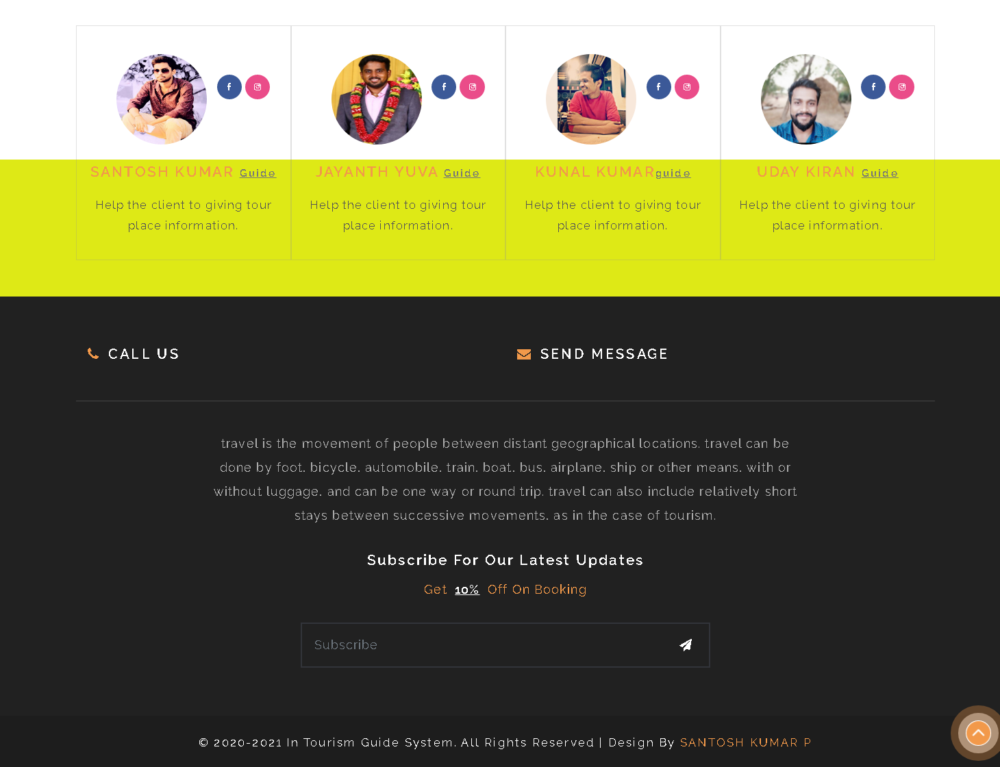 SANTOSH KUMAR Guide
Help the client to giving tour
place information.
JAYANTH YUVA Guide
Help the client to giving tour
place information.
KUNAL KUMARguide
Help the client to giving tour
place information.
UDAY KIRAN Guide
Help the client to giving tour
place information.
CALL US
SEND MESSAGE
travel is the movement of people between distant geographical locations. travel can be
done by foot. bicycle. automobile. train. boat. bus. airplane. ship or other means. with or
without luggage. and can be one way or round trip. travel can also include relatively short
stays between successive movements. as in the case of tourism.
Subscribe For Our Latest Updates
Get 10% Off On Booking
Subscribe
© 2020-2021 In Tourism Guide System. All Rights Reserved | Design By SANTOSH KUMAR P